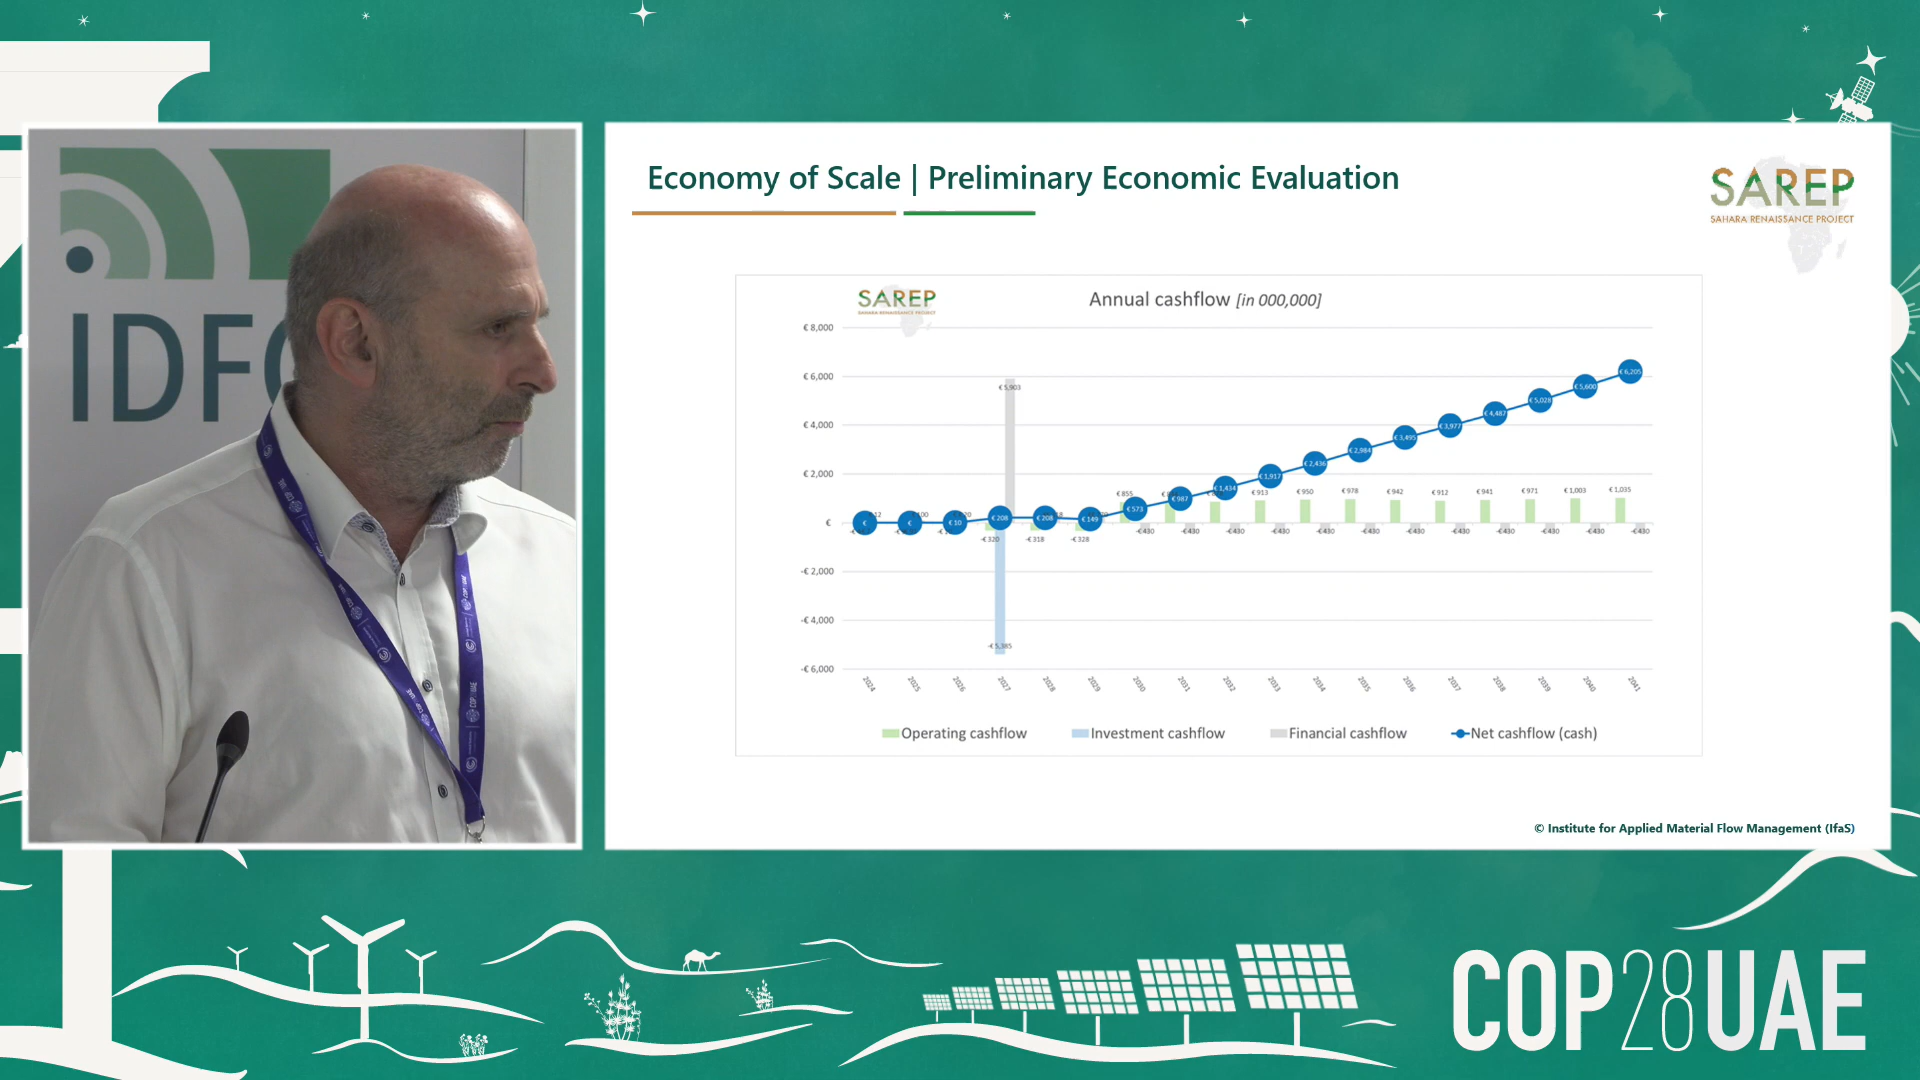 IDFC
Economy of Scale | Preliminary Economic Evaluation
SAREP
SAHARA RENAISSANCE PROJECT
SAREP
SAHARA RENAISSANCE PROJECT
Annual cashflow [in 000,000]
€ 8,000
€ 6,000
€ 4,000
€ 2,000
€
-€ 2,000
-€ 4,000
-€ 6,000
€ 5,903
-€ 5,385
€ € € 10 € 208 € 208 € 149 € 573 € 987 € 1,434 € 1,917 € 2,436 € 2,984 € 3,495 € 3,977 € 4,487 € 5,028 € 5,600 € 6,205
€ 855 € 913 € 950 € 978 € 942 € 912 € 941 € 971 € 1,003 € 1,035
-€ 320 -€ 318 -€ 328
-€430 -€430 -€430 -€430 -€430 -€430 -€430 -€430 -€430 -€430 -€430 -€430
2024 2025 2026 2027 2028 2029 2030 2031 2032 2033 2034 2035 2036 2037 2038 2039 2040 2041
Operating cashflow Investment cashflow Financial cashflow Net cashflow (cash)
© Institute for Applied Material Flow Management (IfaS)
COP28UAE